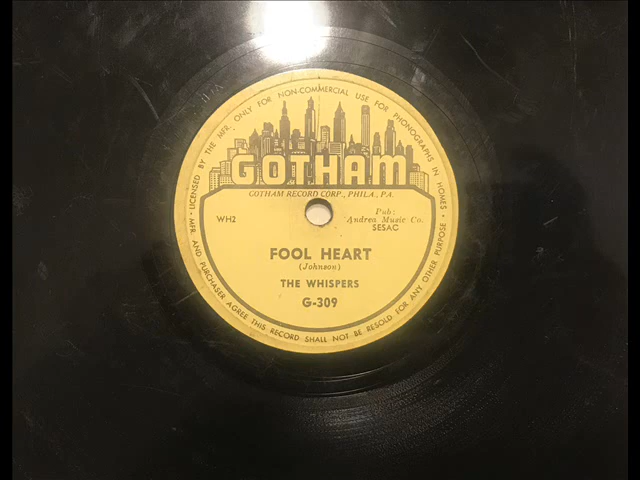 LICENSED BY THE MFR. ONLY FOR NON-COMMERCIAL USE FOR PHONOGRAPHS IN HOMES •
GOTHAM
GOTHAM RECORD CORP., PHILA., PA.
WH2
Pub:
Andrea Music Co.
SESAC
FOOL HEART
(Johnson)
THE WHISPERS
G-309
• MFR. AND PURCHASER AGREE THIS RECORD SHALL NOT BE RESOLD FOR ANY OTHER PURPOSE •